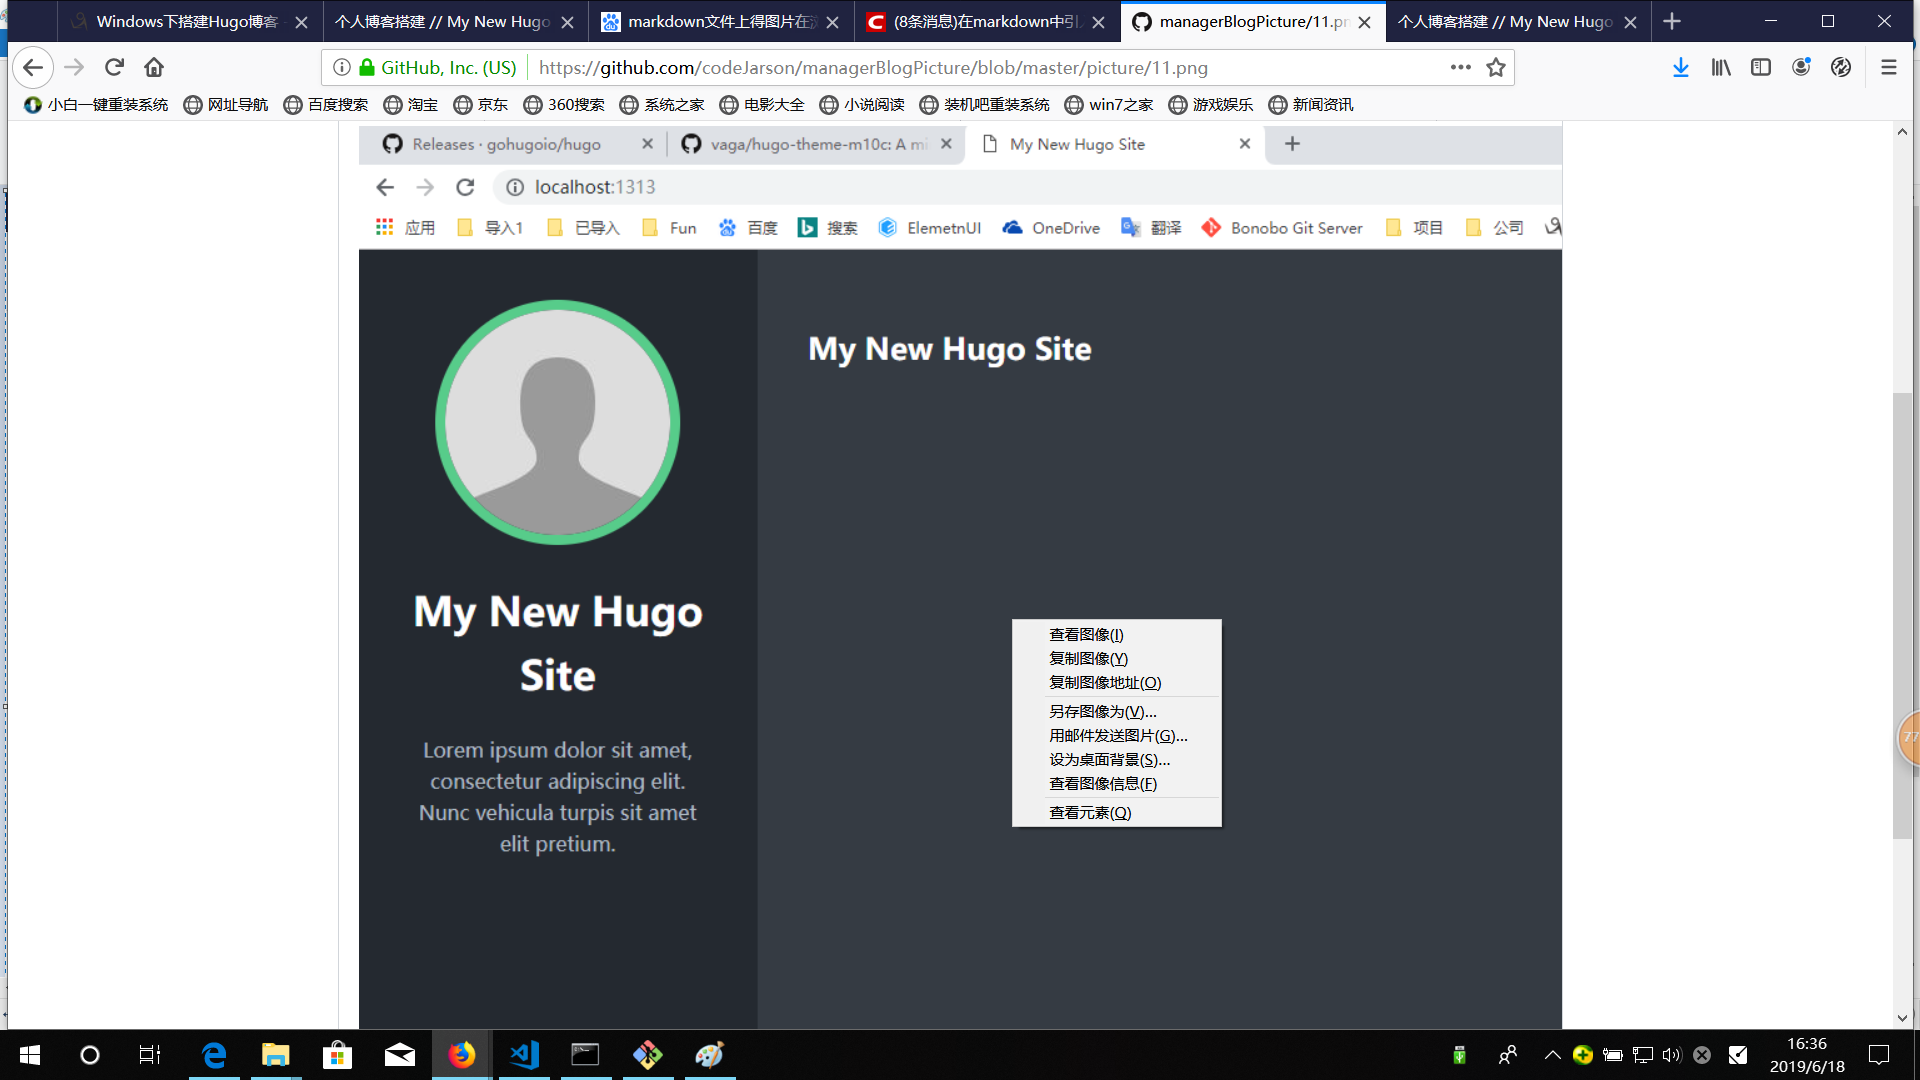 Windows下搭建Hugo博客
个人博客搭建 // My New Hugo
markdown文件上得图片在浏
(8条消息)在markdown中引入
managerBlogPicture/11.pn
个人博客搭建 // My New Hugo
GitHub, Inc. (US)
https://github.com/codeJarson/managerBlogPicture/blob/master/picture/11.png
小白一键重装系统 网址导航 百度搜索 淘宝 京东 360搜索 系统之家 电影大全 小说阅读 装机吧重装系统 win7之家 游戏娱乐 新闻资讯
Releases · gohugoio/hugo
vaga/hugo-theme-m10c: A mi
My New Hugo Site
localhost:1313
应用 导入1 已导入 Fun 百度 搜索 ElemetnUI OneDrive 翻译 Bonobo Git Server 项目 公司
My New Hugo Site
My New Hugo
Site
Lorem ipsum dolor sit amet,
consectetur adipiscing elit.
Nunc vehicula turpis sit amet
elit pretium.
查看图像(I)
复制图像(Y)
复制图像地址(O)
另存图像为(V)...
用邮件发送图片(G)...
设为桌面背景(S)...
查看图像信息(F)
查看元素(Q)
77
16:36
2019/6/18